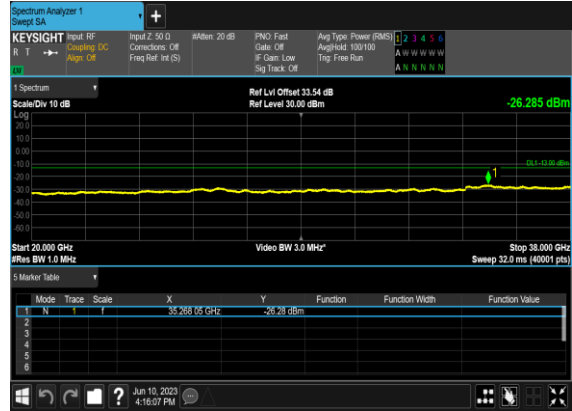 Spectrum Analyzer 1
Swept SA
+
KEYSIGHT
R T
LW
Input: RF
Coupling: DC
Align: Off
Input Z: 50 Ω
Corrections: Off
Freq Ref: Int (S)
#Atten: 20 dB
PNO: Fast
Gate: Off
IF Gain: Low
Sig Track: Off
Avg Type: Power (RMS)
Avg|Hold: 100/100
Trig: Free Run
1 2 3 4 5 6
A W W W W W
A N N N N N
1 Spectrum
Scale/Div 10 dB
Ref Lvl Offset 33.54 dB
Ref Level 30.00 dBm
-26.285 dBm
Log
20.0
10.0
0.00
-10.0
-20.0
-30.0
-40.0
-50.0
-60.0
DL1 -13.00 dBm
1
Start 20.000 GHz
#Res BW 1.0 MHz
Video BW 3.0 MHz*
Stop 38.000 GHz
Sweep 32.0 ms (40001 pts)
5 Marker Table
Mode Trace Scale X Y Function Function Width Function Value
1 N 1 f 35.268 05 GHz -26.28 dBm
2
3
4
5
6
?
Jun 10, 2023
4:16:07 PM